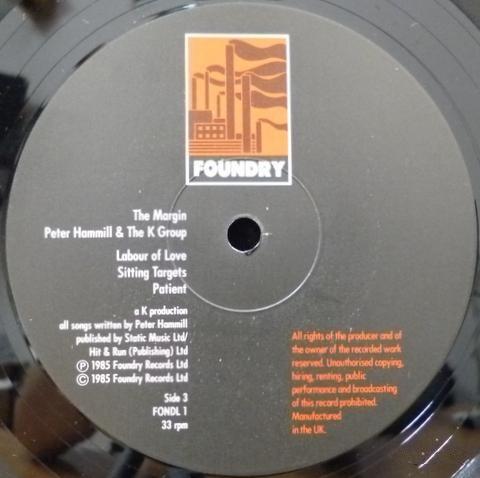 FOUNDRY
The Margin
Peter Hammill & The K Group
Labour of Love
Sitting Targets
Patient
a K production
all songs written by Peter Hammill
published by Static Music Ltd/
Hit & Run (Publishing) Ltd
Ⓟ 1985 Foundry Records Ltd
© 1985 Foundry Records Ltd
Side 3
FONDL 1
33 rpm
All rights of the producer and of
the owner of the recorded work
reserved. Unauthorised copying,
hiring, renting, public
performance and broadcasting
of this record prohibited.
Manufactured
in the UK.